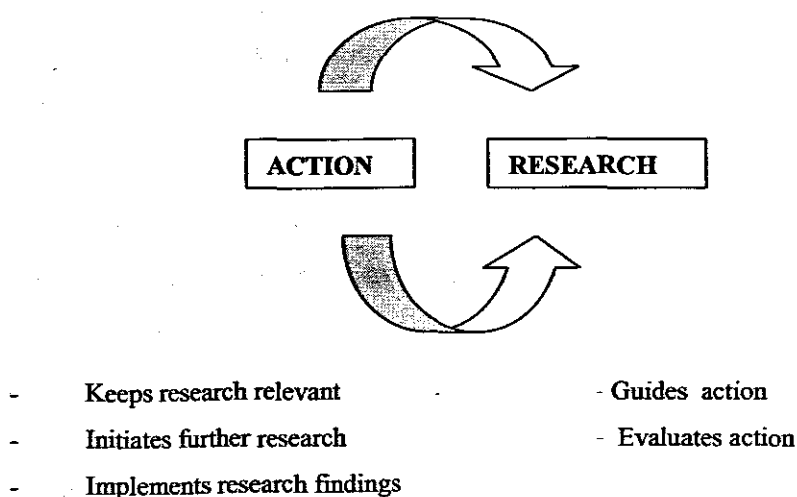 ACTION RESEARCH
- Keeps research relevant - Guides action
- Initiates further research - Evaluates action
- Implements research findings